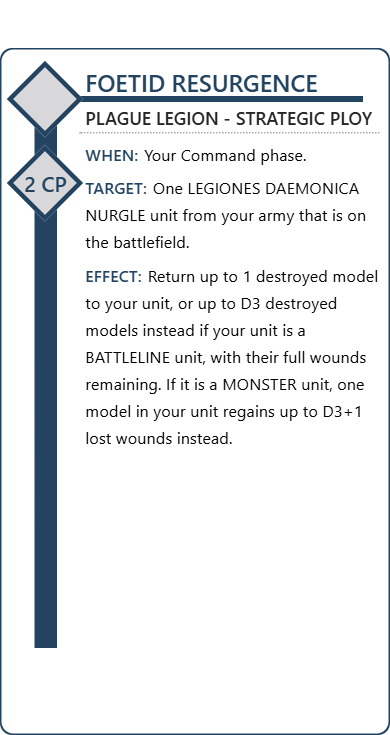 FOETID RESURGENCE
PLAGUE LEGION - STRATEGIC PLOY
WHEN: Your Command phase.
2 CP
TARGET: One LEGIONES DAEMONICA
NURGLE unit from your army that is on
the battlefield.
EFFECT: Return up to 1 destroyed model
to your unit, or up to D3 destroyed
models instead if your unit is a
BATTLELINE unit, with their full wounds
remaining. If it is a MONSTER unit, one
model in your unit regains up to D3+1
lost wounds instead.